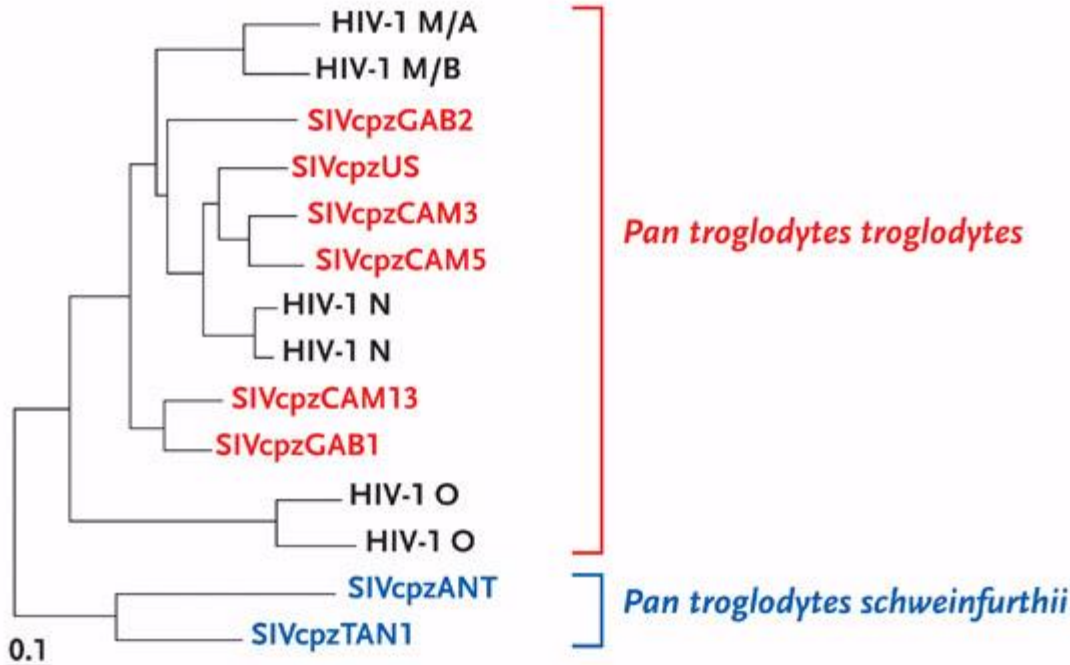 HIV-1 M/A
HIV-1 M/B
SIVcpzGAB2
SIVcpzUS
SIVcpzCAM3
SIVcpzCAM5
HIV-1 N
HIV-1 N
SIVcpzCAM13
SIVcpzGAB1
HIV-1 O
HIV-1 O
SIVcpzANT
SIVcpzTAN1
0.1
Pan troglodytes troglodytes
Pan troglodytes schweinfurthii